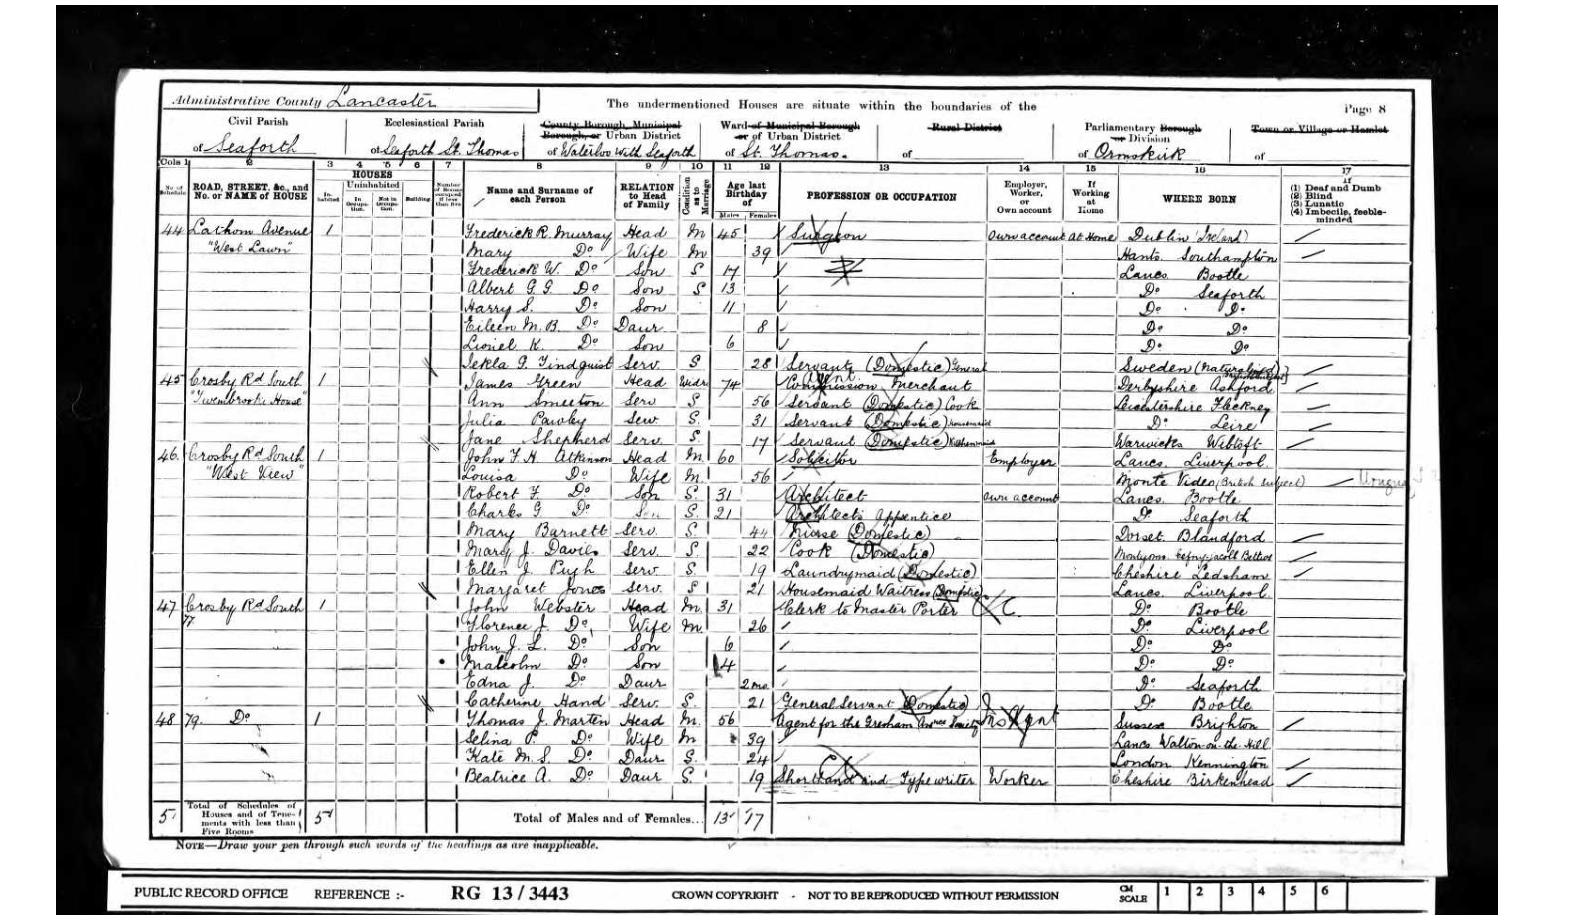 Administrative County Lancaster The undermentioned Houses are situate within the boundaries of the Page 8
Civil Parish Ecclesiastical Parish County Borough, Municipal Borough, or Urban District Ward of Municipal Borough or of Urban District Rural District Parliamentary Borough or Division Town or Village or Hamlet
of Seaforth of Seaforth St. Thomas of Waterloo with Seaforth of St. Thomas. of of Ormskirk of
Cols 1 2 3 4 5 6 7 8 9 10 11 12 13 14 15 16 17
No. of Schedule ROAD, STREET, &c., and No. or NAME of HOUSE HOUSES In-habited Uninhabited In Occupa-tion. Not in Occupa-tion. Building Number of Rooms occupied if less than five Name and Surname of each Person RELATION to Head of Family Condition as to Marriage Age last Birthday of Males Females PROFESSION OR OCCUPATION Employer, Worker, or Own account If Working at Home WHERE BORN If (1) Deaf and Dumb (2) Blind (3) Lunatic (4) Imbecile, feeble-minded
44 Lathom Avenue 1 Frederick R. Murray Head M 45 Surgeon Own account At Home Dublin (Ireland)
"West Lawn" Mary Do Wife M 39 Hants. Southampton
Frederick W. Do Son S 17 Lancs Bootle
Albert G. G. Do Son S 13 Do Seaforth
Harry S. Do Son 11 Do Do
Eileen M. B. Do Daur 8 Do Do
Lionel K. Do Son 6 Do Do
Tekla G. Lindquist Serv. S 28 Servant (Domestic) General Sweden (Naturalised)
45 Crosby Rd South 1 James Green Head Widr 74 Commission Merchant Derbyshire Ashford
"Twembrook House" Ann Smeeton Serv S 56 Servant (Domestic) Cook Leicestershire Fleckney
Julia Pawley Serv. S. 31 Servant (Domestic) Housemaid Do Leire
Jane Shepherd Serv. S. 17 Servant (Domestic) Kitchenmaid Warwicks Wibtoft
46 Crosby Rd South 1 John F. H. Atkinson Head M. 60 Solicitor Employer Lancs. Liverpool
"West View" Louisa Do Wife M. 56 Monte Video (British subject)
Robert F. Do Son S. 31 Architect Own account Lancs. Bootle
Charles G Do Son S. 21 Architects Apprentice Do Seaforth
Mary Barnett Serv. S. 44 Nurse (Domestic) Dorset. Blandford
Mary J. Davies Serv. S. 22 Cook (Domestic)
Ellen J. Pugh Serv. S 19 Laundrymaid (Domestic) Cheshire Ledsham
Margaret Jones Serv. S 21 Housemaid Waitress (Domestic) Lancs. Liverpool
47 Crosby Rd South 1 John Webster Head M. 31 Clerk to Master Porter Do Bootle
77 Florence J. Do Wife M. 26 Do Liverpool
John J. L. Do Son 6 Do Do
Malcolm Do Son 4 Do Do
Edna J. Do Daur 2 mo. Do Seaforth
Catherine Hand Serv. S. 21 General Servant (Domestic) Do Bootle
48 79. Do 1 Thomas J. Marten Head M. 56 Agent for the Gresham Society Ins Agnt Sussex Brighton
Selina P. Do Wife M 39 Lancs Walton-on-the-Hill
Kate M. S. Do Daur S. 24 London Kennington
Beatrice A. Do Daur S. 19 Shorthand and Typewriter Worker Cheshire Birkenhead
5 Total of Schedules of Houses and of Tene-ments with less than Five Rooms 5 Total of Males and of Females... 13 17
NOTE—Draw your pen through such words of the headings as are inapplicable.
PUBLIC RECORD OFFICE REFERENCE :- RG 13 / 3443 CROWN COPYRIGHT - NOT TO BE REPRODUCED WITHOUT PERMISSION CM SCALE 1 2 3 4 5 6